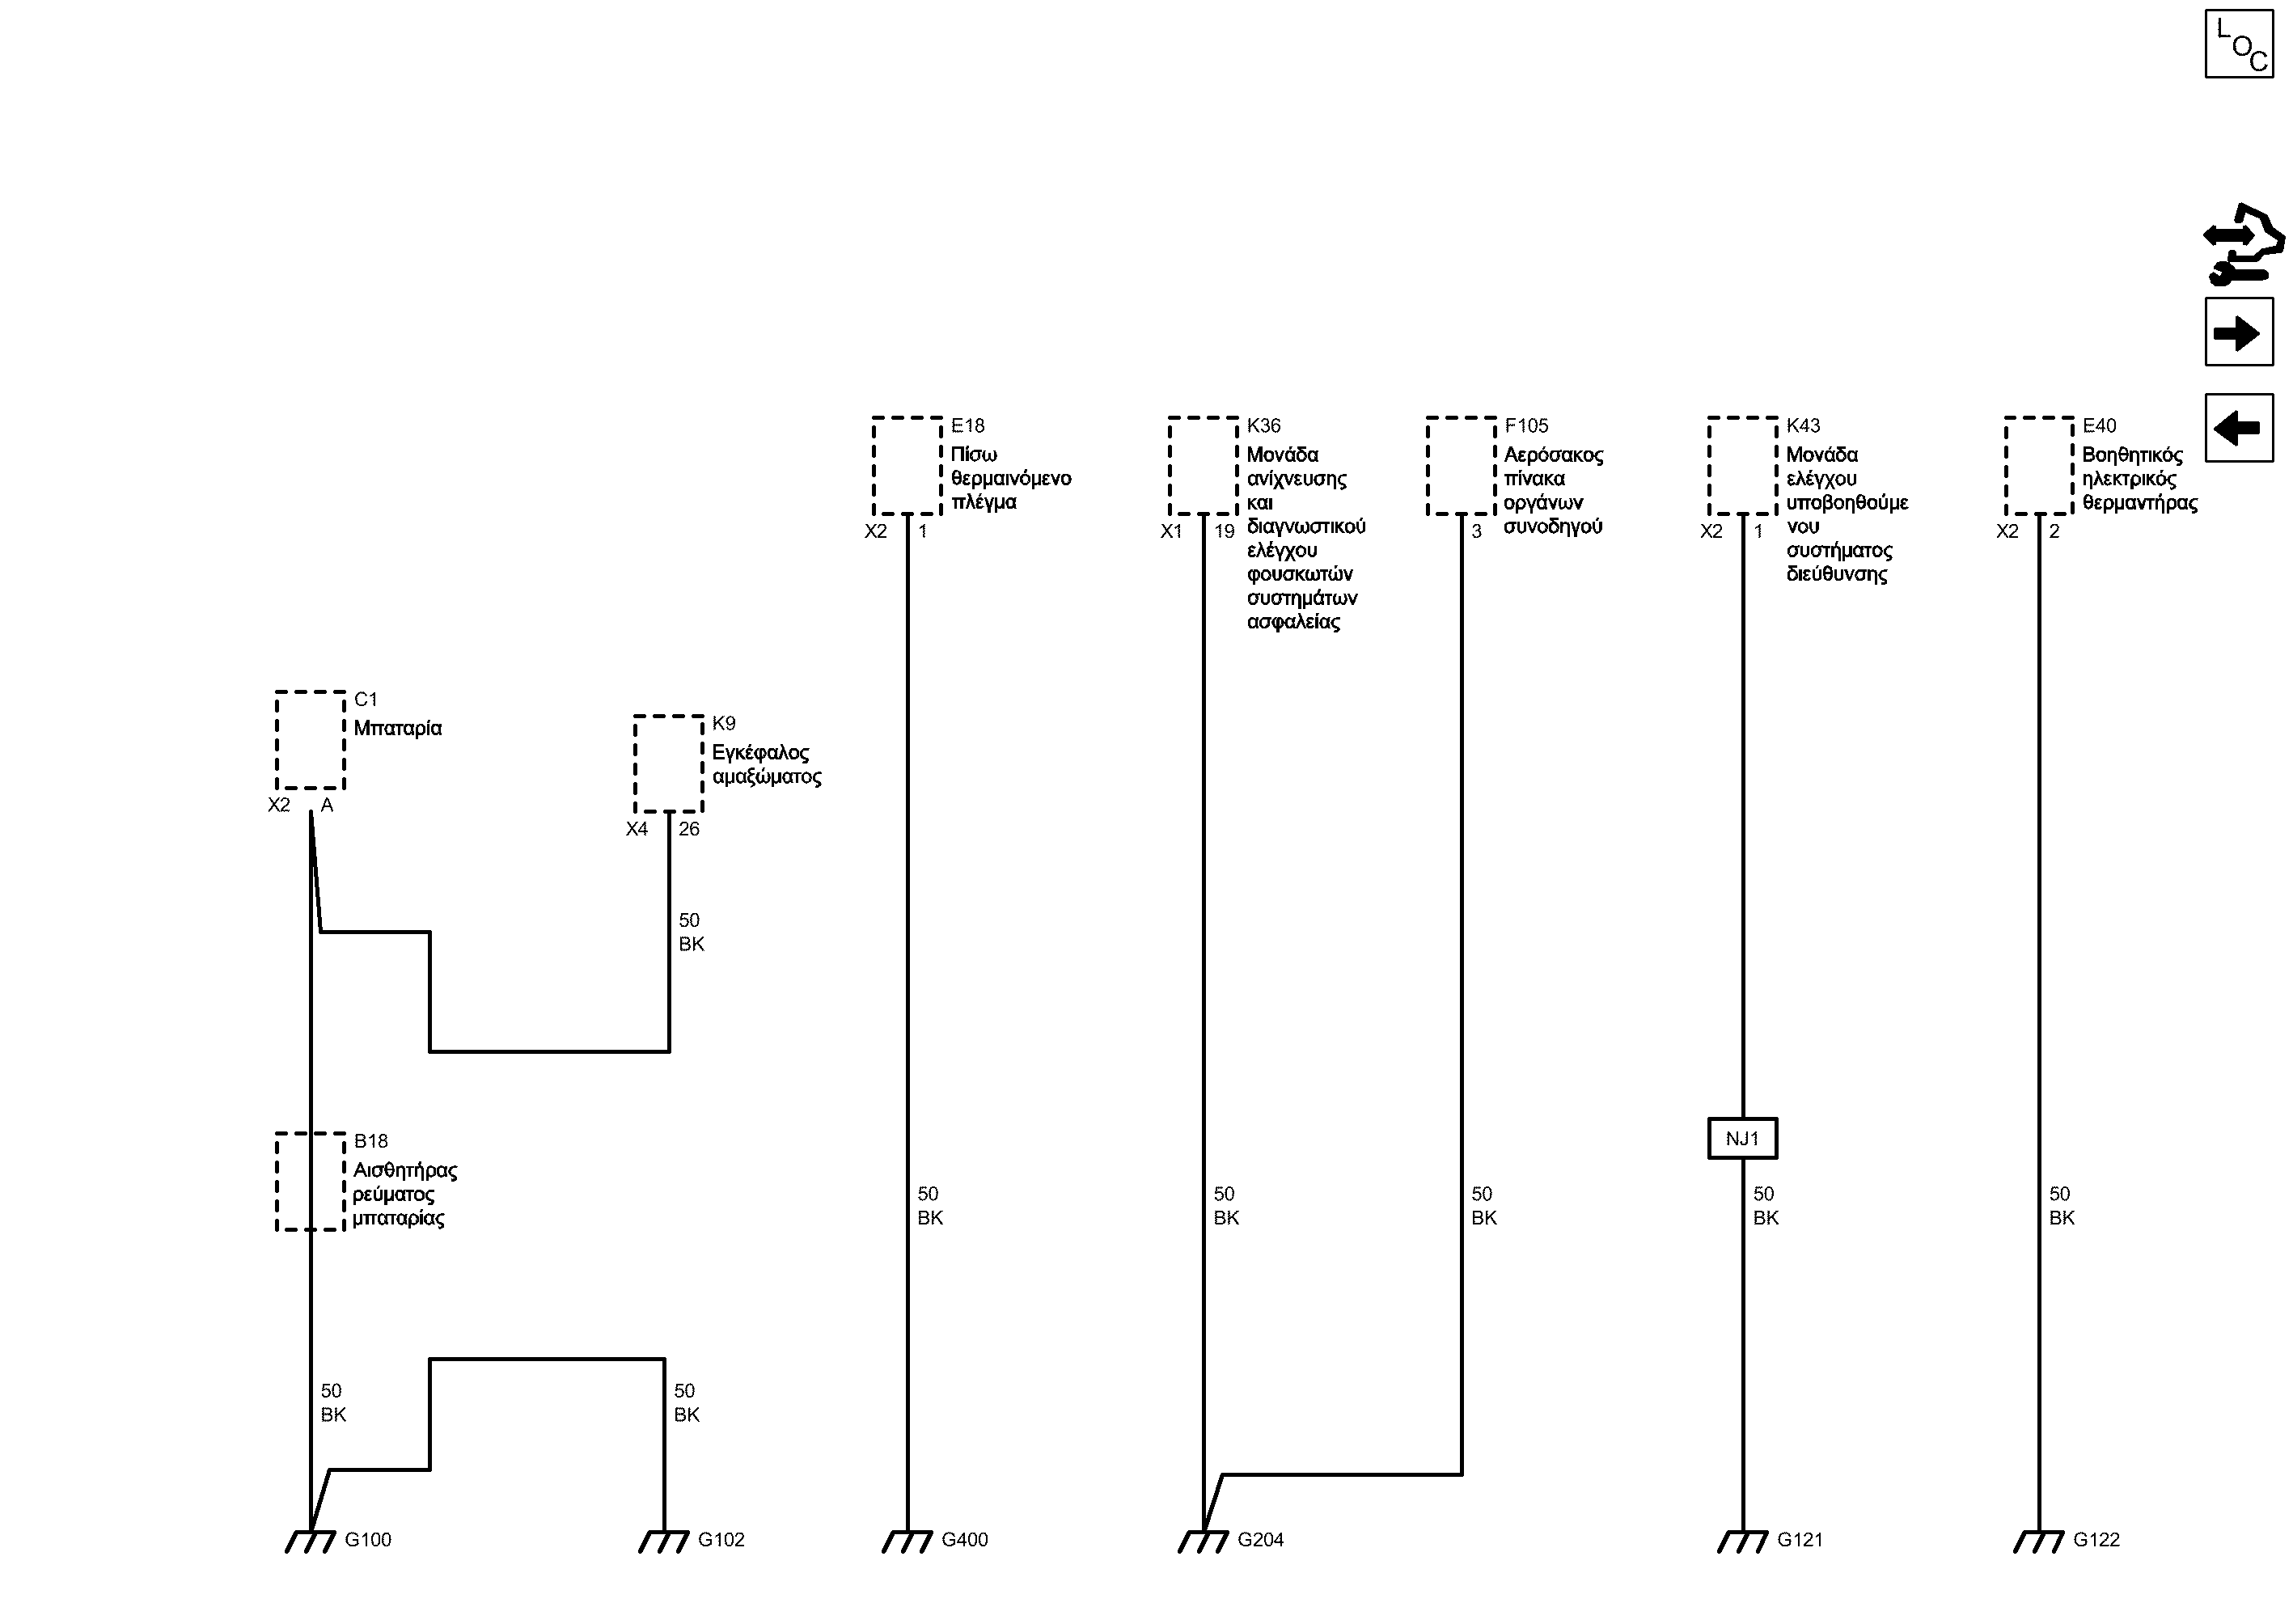 LOC
E18
Πίσω
θερμαινόμενο
πλέγμα
X2 1
K36
Μονάδα
ανίχνευσης
και
διαγνωστικού
ελέγχου
φουσκωτών
συστημάτων
ασφαλείας
X1 19
F105
Αερόσακος
πίνακα
οργάνων
συνοδηγού
3
K43
Μονάδα
ελέγχου
υποβοηθούμε
νου
συστήματος
διεύθυνσης
X2 1
E40
Βοηθητικός
ηλεκτρικός
θερμαντήρας
X2 2
C1
Μπαταρία
X2 A
K9
Εγκέφαλος
αμαξώματος
X4 26
50
BK
B18
Αισθητήρας
ρεύματος
μπαταρίας
NJ1
50
BK
50
BK
50
BK
50
BK
50
BK
50
BK
50
BK
G100
G102
G400
G204
G121
G122